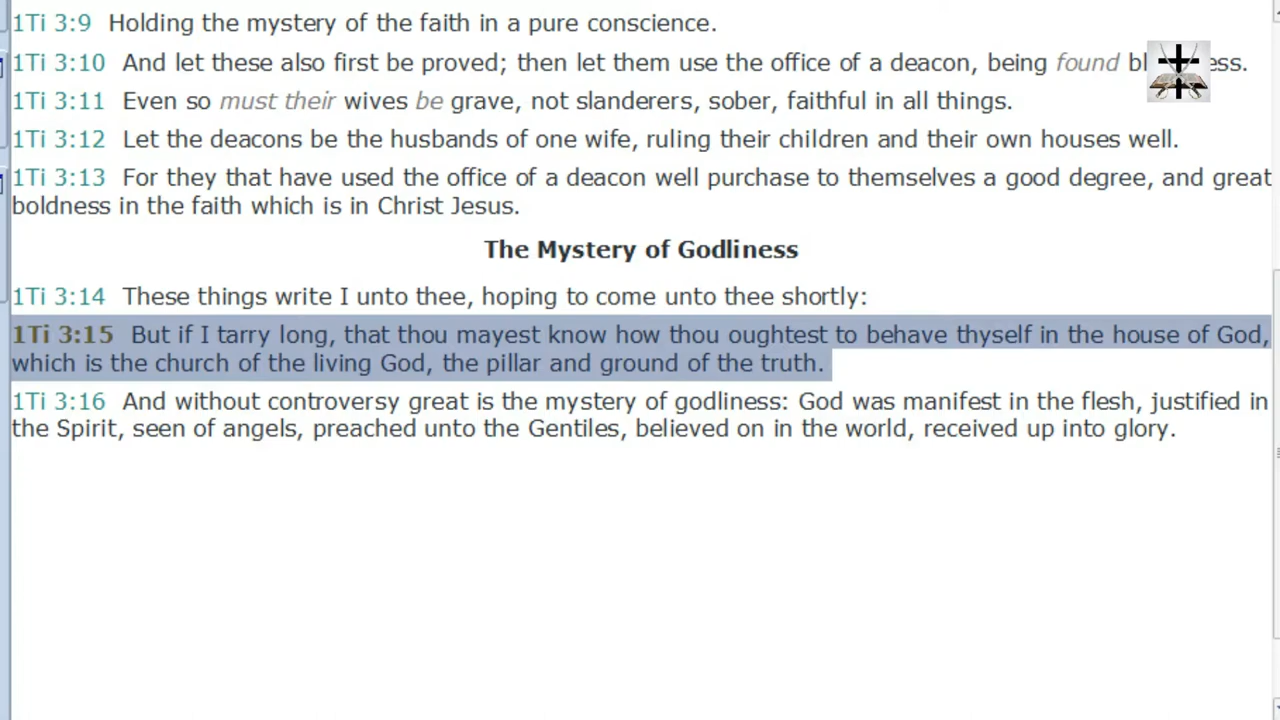 1Ti 3:9 Holding the mystery of the faith in a pure conscience.
1Ti 3:10 And let these also first be proved; then let them use the office of a deacon, being found
1Ti 3:11 Even so must their wives be grave, not slanderers, sober, faithful in all things.
1Ti 3:12 Let the deacons be the husbands of one wife, ruling their children and their own houses well.
1Ti 3:13 For they that have used the office of a deacon well purchase to themselves a good degree, and great
boldness in the faith which is in Christ Jesus.
The Mystery of Godliness
1Ti 3:14 These things write I unto thee, hoping to come unto thee shortly:
1Ti 3:15 But if I tarry long, that thou mayest know how thou oughtest to behave thyself in the house of God,
which is the church of the living God, the pillar and ground of the truth.
1Ti 3:16 And without controversy great is the mystery of godliness: God was manifest in the flesh, justified in
the Spirit, seen of angels, preached unto the Gentiles, believed on in the world, received up into glory.